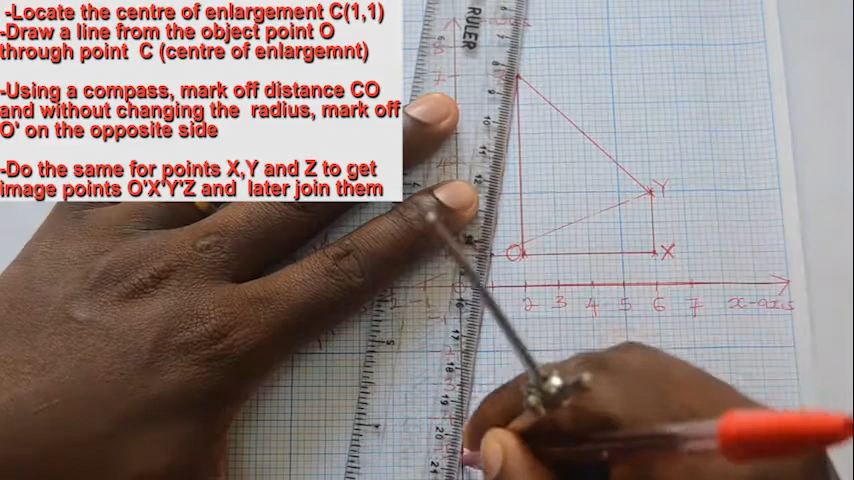 -Locate the centre of enlargement C(1,1)
-Draw a line from the object point O
through point C (centre of enlargemnt)
-Using a compass, mark off distance CO
and without changing the radius, mark off
O' on the opposite side
-Do the same for points X,Y and Z to get
image points O'X'Y'Z and later join them
RULER
8
7
Y
O
X
2 3 4 5 6 7 x-axis